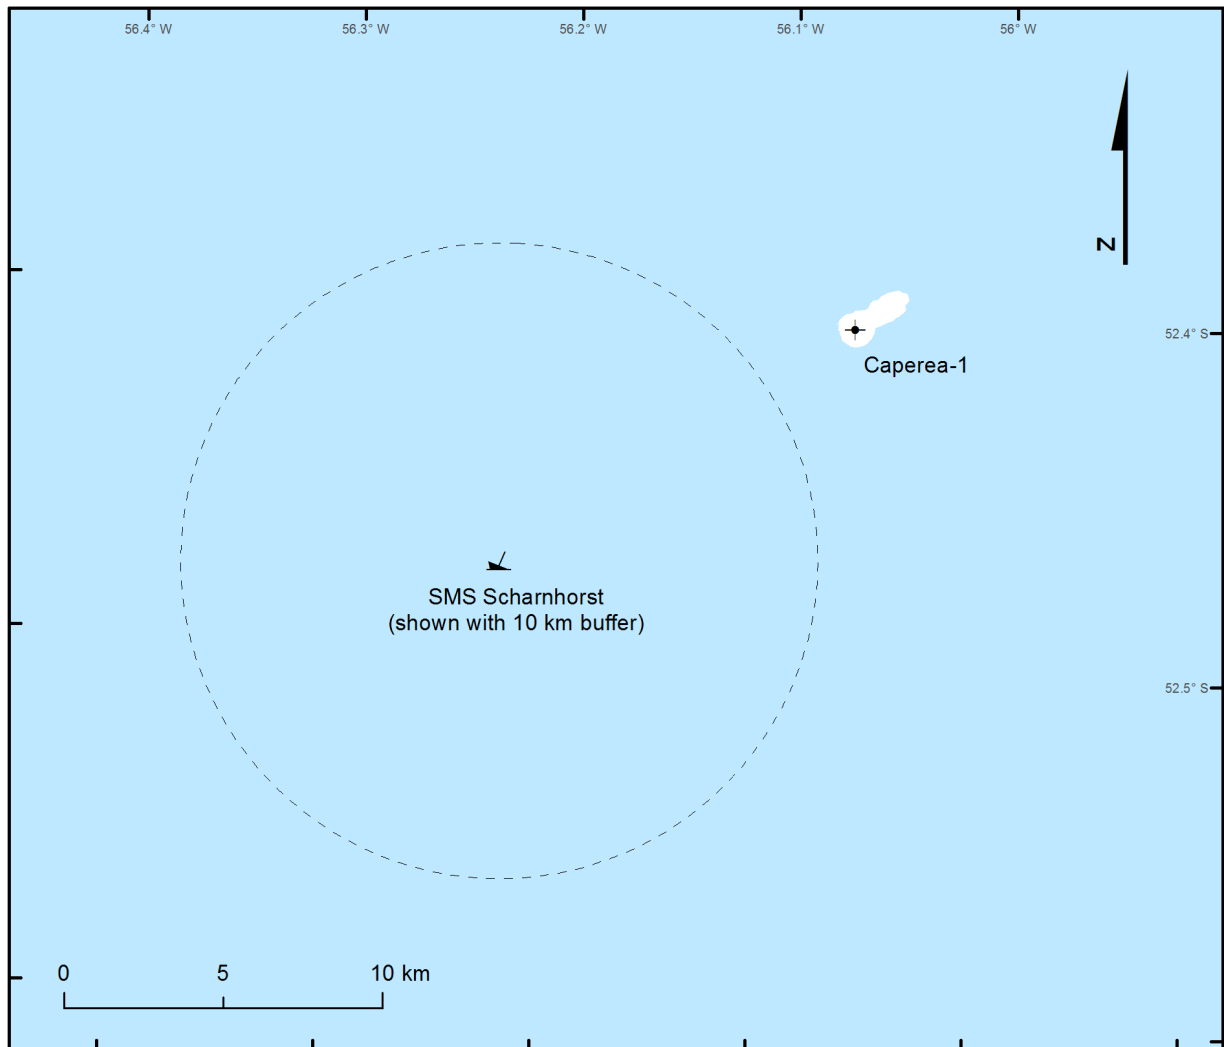 56.4° W 56.3° W 56.2° W 56.1° W 56° W
N
52.4° S
Caperea-1
SMS Scharnhorst
(shown with 10 km buffer)
52.5° S
0 5 10 km